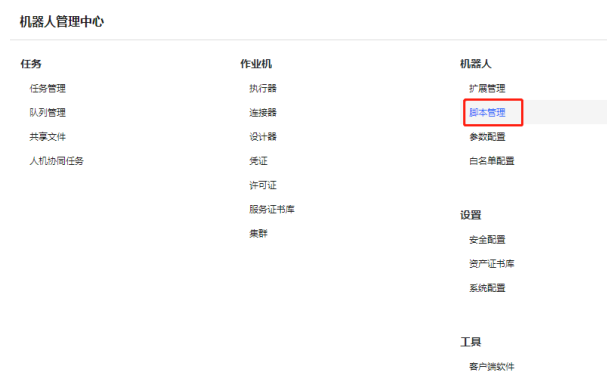 机器人管理中心
任务
任务管理
队列管理
共享文件
人机协同任务
作业机
执行器
连接器
设计器
凭证
许可证
服务证书库
集群
机器人
扩展管理
脚本管理
参数配置
白名单配置
设置
安全配置
资产证书库
系统配置
工具
客户端软件